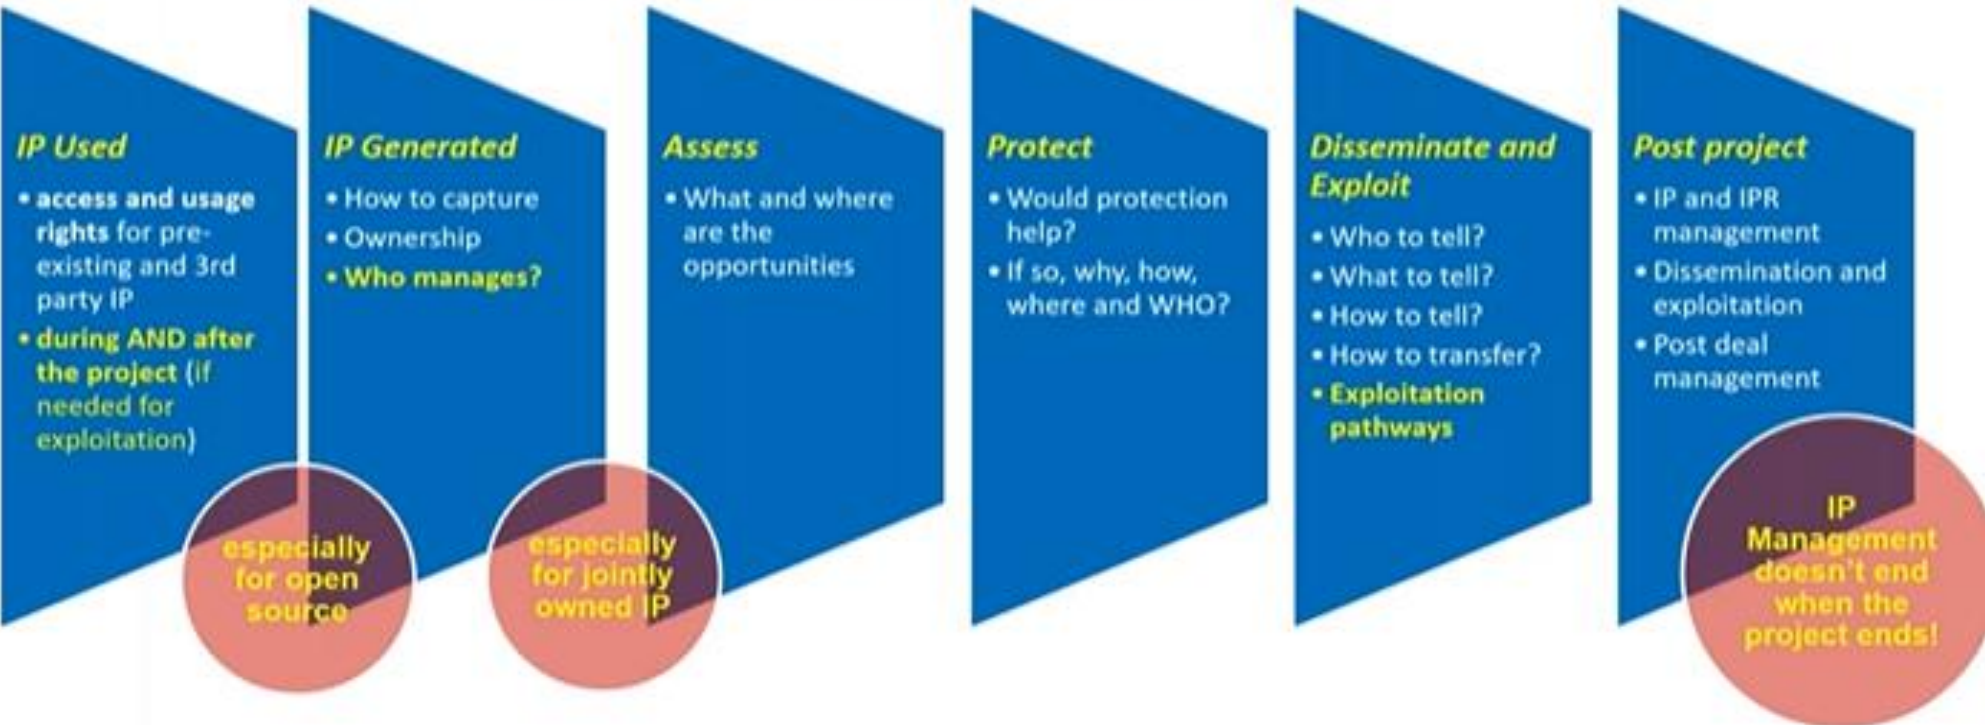 IP Used
• access and usage
rights for pre-
existing and 3rd
party IP
• during AND after
the project (if
needed for
exploitation)
especially
for open
source
IP Generated
• How to capture
• Ownership
• Who manages?
especially
for jointly
owned IP
Assess
• What and where
are the
opportunities
Protect
• Would protection
help?
• If so, why, how,
where and WHO?
Disseminate and
Exploit
• Who to tell?
• What to tell?
• How to tell?
• How to transfer?
• Exploitation
pathways
Post project
• IP and IPR
management
• Dissemination and
exploitation
• Post deal
management
IP
Management
doesn't end
when the
project ends!